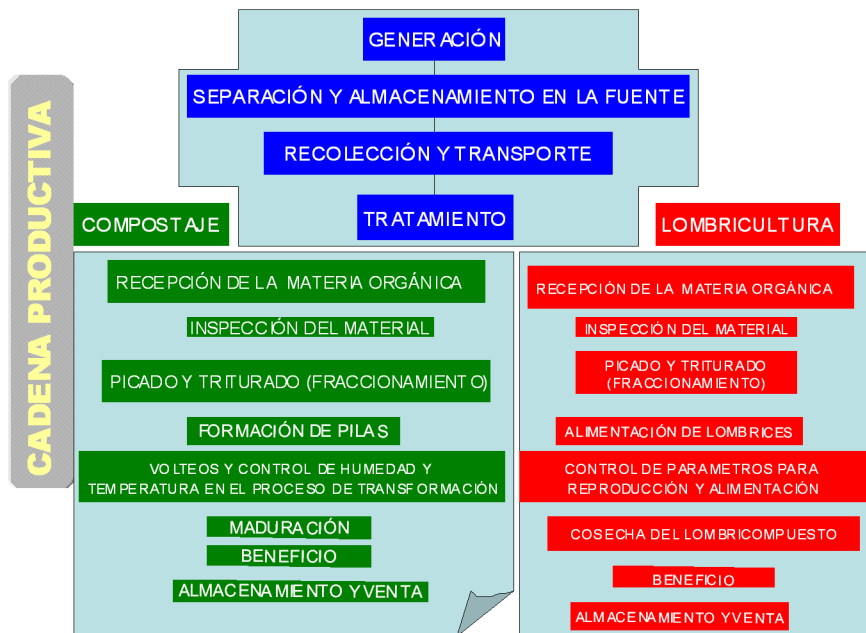 CADENA PRODUCTIVA
GENERACIÓN
SEPARACIÓN Y ALMACENAMIENTO EN LA FUENTE
RECOLECCIÓN Y TRANSPORTE
TRATAMIENTO
COMPOSTAJE
RECEPCIÓN DE LA MATERIA ORGÁNICA
INSPECCIÓN DEL MATERIAL
PICADO Y TRITURADO (FRACCIONAMIENTO)
FORMACIÓN DE PILAS
VOLTEOS Y CONTROL DE HUMEDAD Y
TEMPERATURA EN EL PROCESO DE TRANSFORMACIÓN
MADURACIÓN
BENEFICIO
ALMACENAMIENTO Y VENTA
LOMBRICULTURA
RECEPCIÓN DE LA MATERIA ORGÁNICA
INSPECCIÓN DEL MATERIAL
PICADO Y TRITURADO
(FRACCIONAMIENTO)
ALIMENTACIÓN DE LOMBRICES
CONTROL DE PARAMETROS PARA
REPRODUCCIÓN Y ALIMENTACIÓN
COSECHA DEL LOMBRICOMPUESTO
BENEFICIO
ALMACENAMIENTO Y VENTA